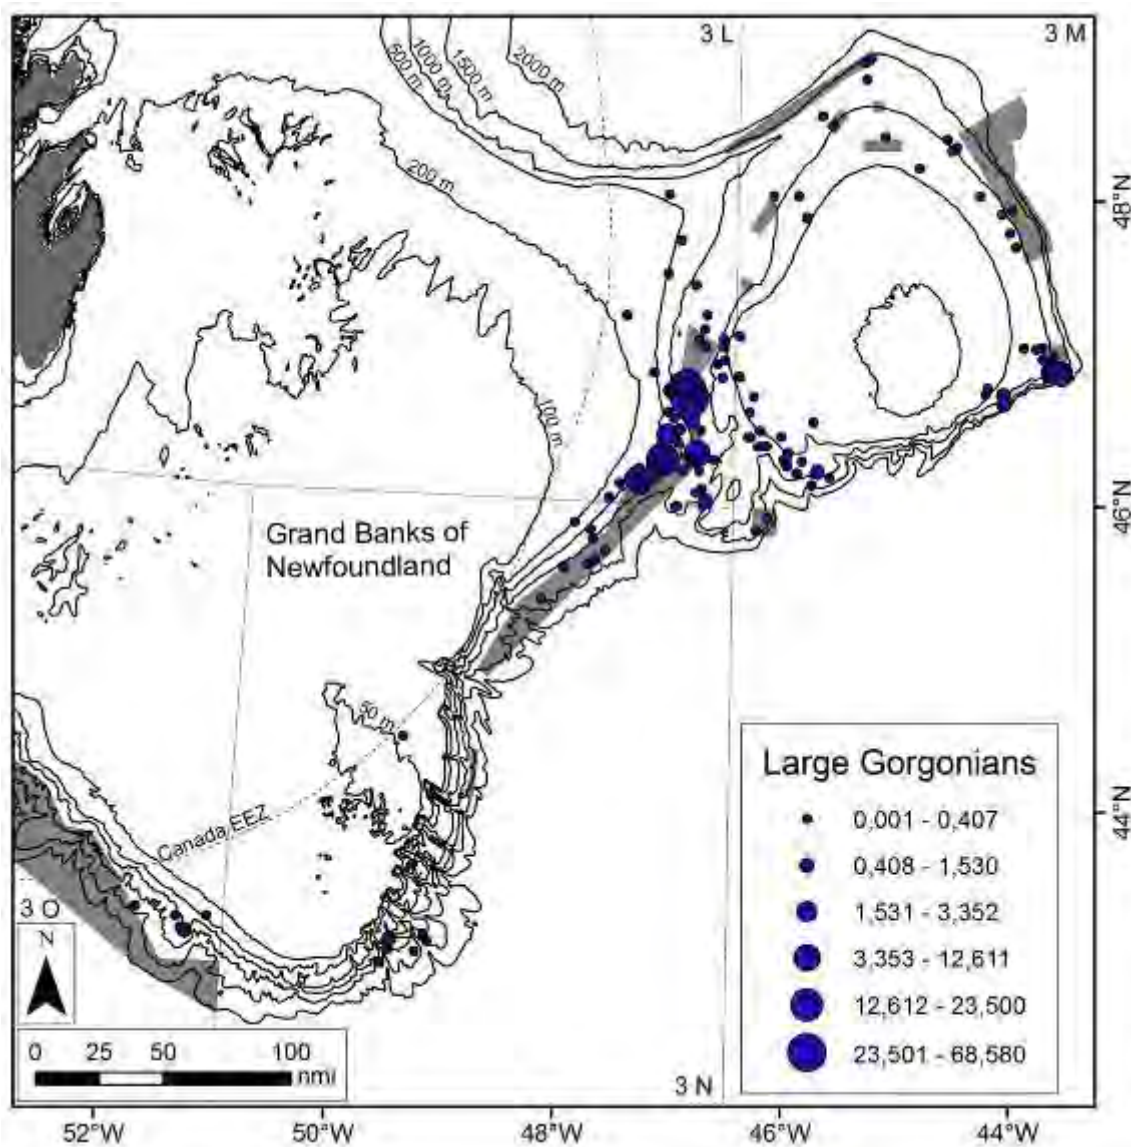 3 L
3 M
500 m
1000 m
1500 m
2000 m
200 m
48°N
100 m
46°N
Grand Banks of
Newfoundland
50 m
Large Gorgonians
0,001 - 0,407
44°N
Canada EEZ
0,408 - 1,530
3 O
1,531 - 3,352
N
3,353 - 12,611
12,612 - 23,500
0 25 50 100
23,501 - 68,580
nmi
3 N
52°W 50°W 48°W 46°W 44°W